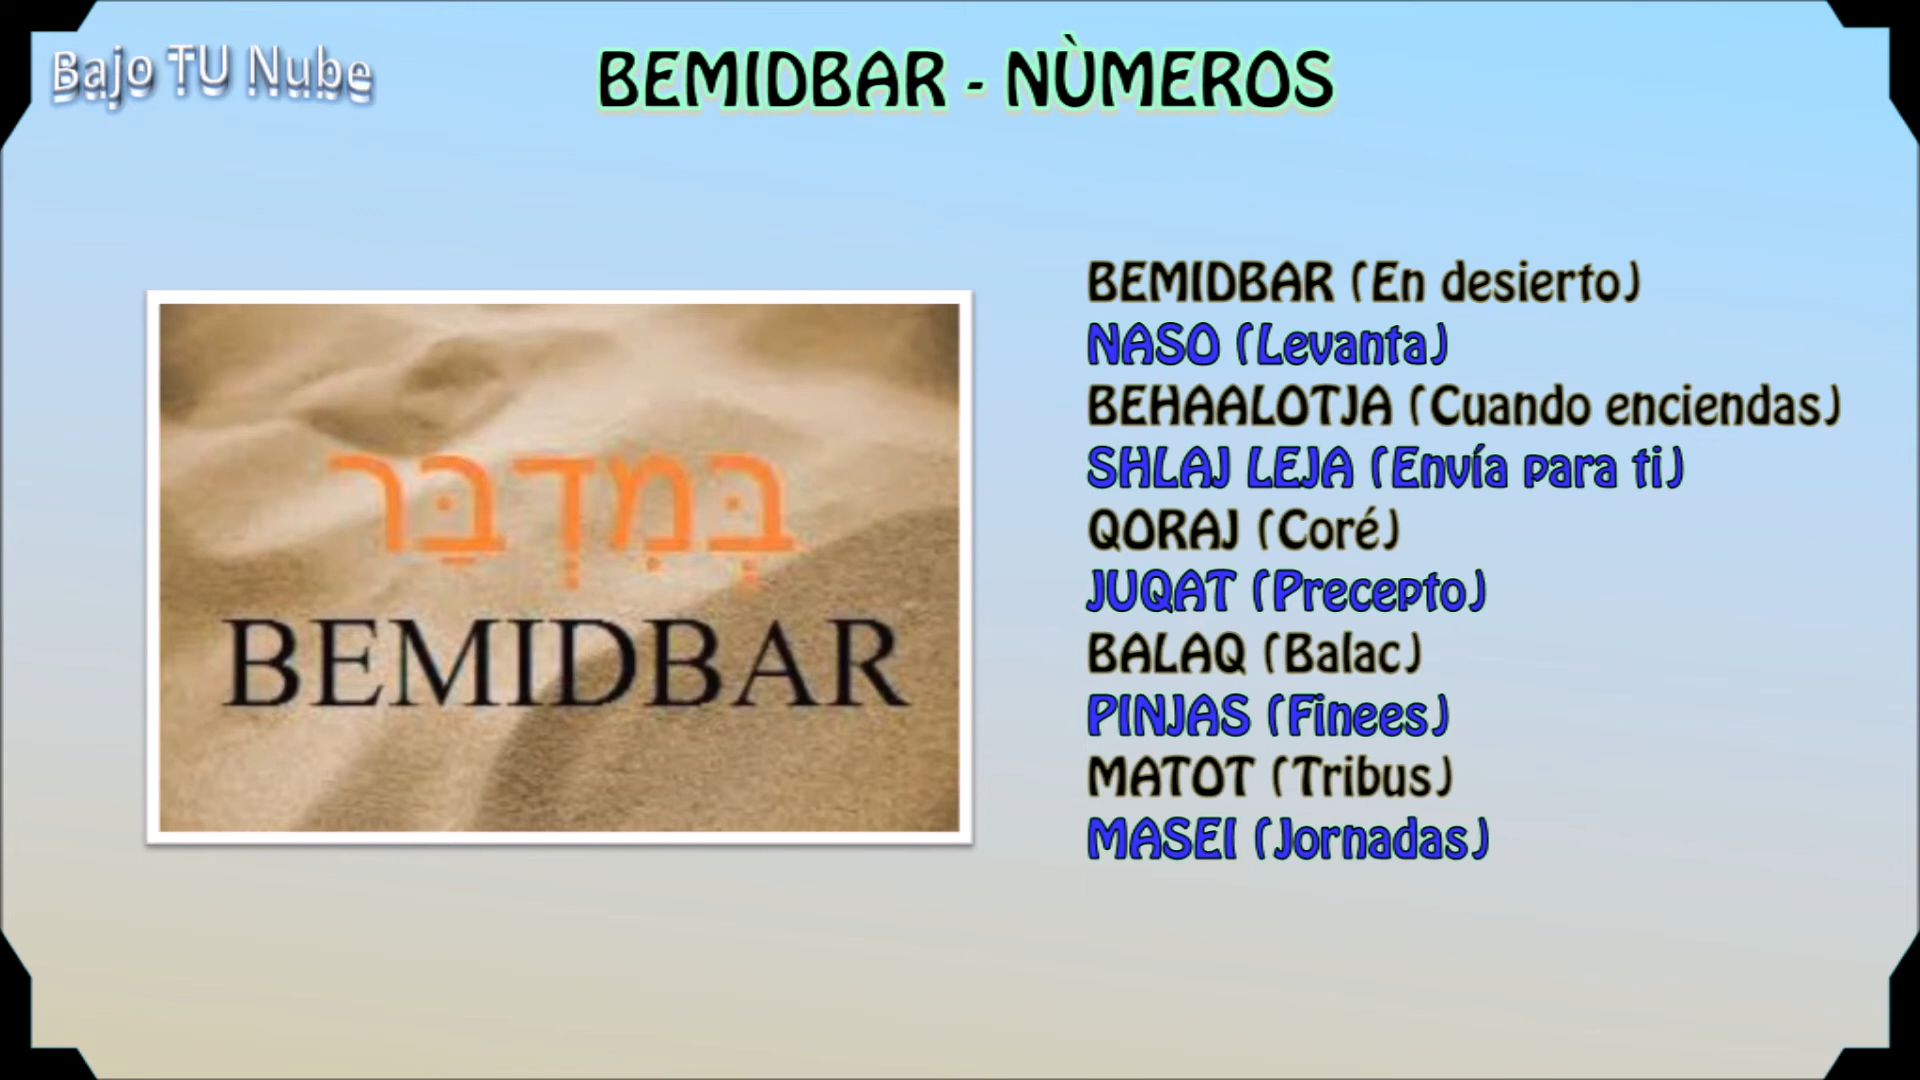 Bajo TU Nube
BEMIDBAR - NÙMEROS
בְּמִדְבַּר
BEMIDBAR
BEMIDBAR (En desierto)
NASO (Levanta)
BEHAALOTJA (Cuando enciendas)
SHLAJ LEJA (Envía para ti)
QORAJ (Coré)
JUQAT (Precepto)
BALAQ (Balac)
PINJAS (Finees)
MATOT (Tribus)
MASEI (Jornadas)